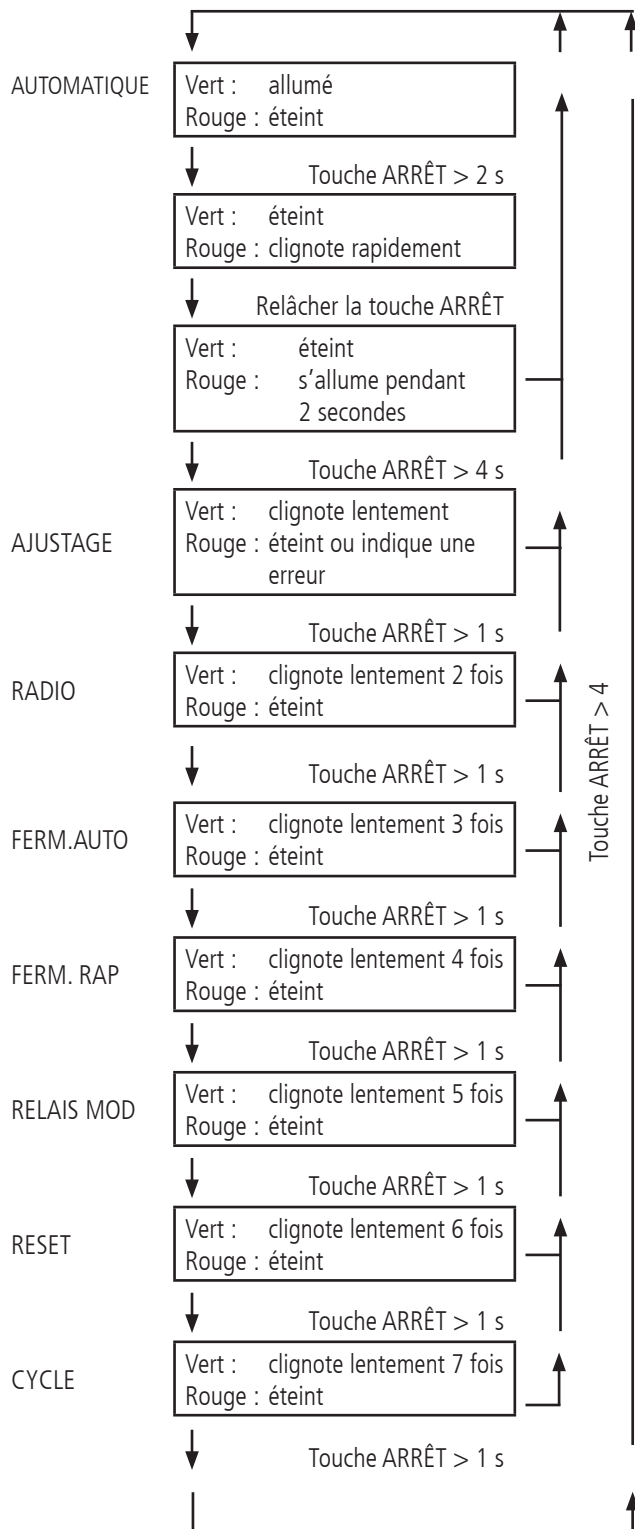 AUTOMATIQUE
Vert : allumé
Rouge : éteint
Touche ARRÊT > 2 s
Vert : éteint
Rouge : clignote rapidement
Relâcher la touche ARRÊT
Vert : éteint
Rouge : s’allume pendant
2 secondes
Touche ARRÊT > 4 s
AJUSTAGE
Vert : clignote lentement
Rouge : éteint ou indique une
erreur
Touche ARRÊT > 1 s
RADIO
Vert : clignote lentement 2 fois
Rouge : éteint
Touche ARRÊT > 1 s
FERM.AUTO
Vert : clignote lentement 3 fois
Rouge : éteint
Touche ARRÊT > 1 s
FERM. RAP
Vert : clignote lentement 4 fois
Rouge : éteint
Touche ARRÊT > 1 s
RELAIS MOD
Vert : clignote lentement 5 fois
Rouge : éteint
Touche ARRÊT > 1 s
RESET
Vert : clignote lentement 6 fois
Rouge : éteint
Touche ARRÊT > 1 s
CYCLE
Vert : clignote lentement 7 fois
Rouge : éteint
Touche ARRÊT > 1 s
Touche ARRÊT > 4